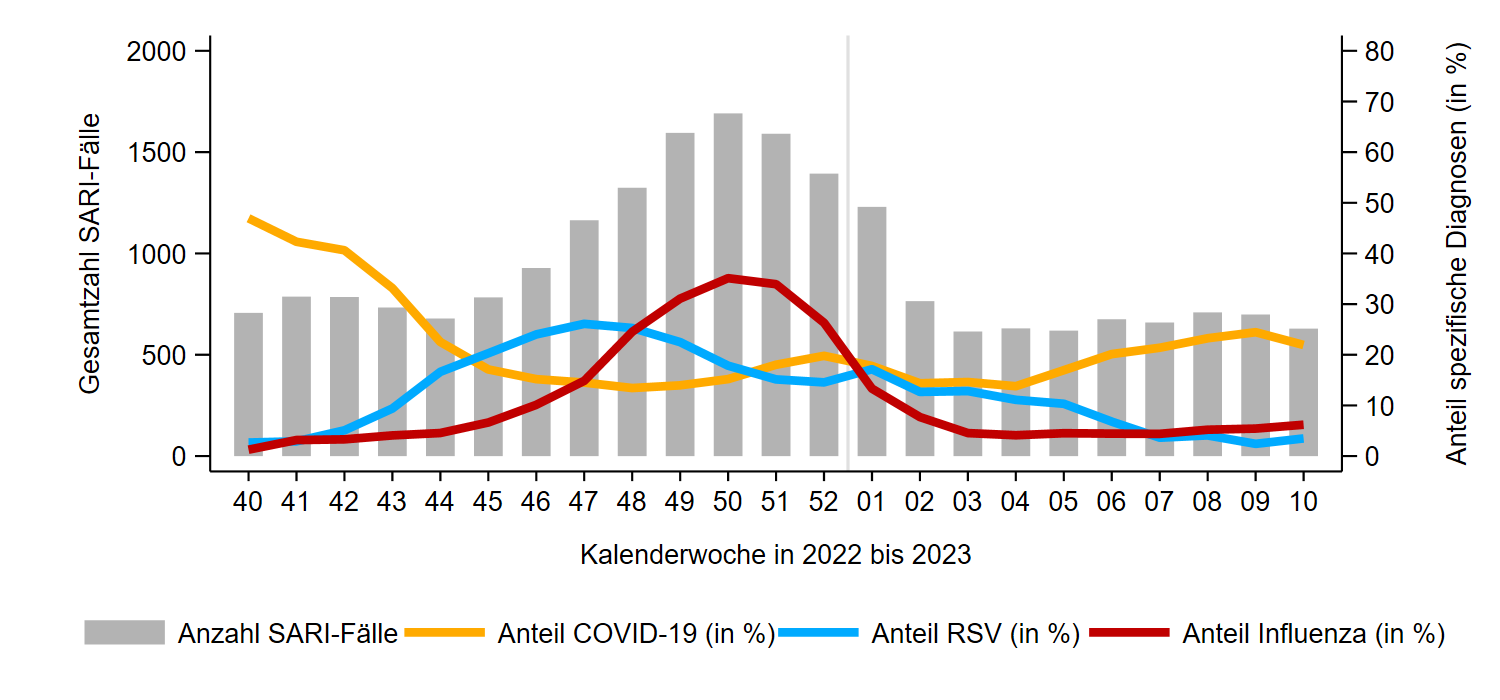 2000
1500
1000
500
0
Gesamtzahl SARI-Fälle
80
70
60
50
40
30
20
10
0
Anteil spezifische Diagnosen (in %)
40 41 42 43 44 45 46 47 48 49 50 51 52 01 02 03 04 05 06 07 08 09 10
Kalenderwoche in 2022 bis 2023
Anzahl SARI-Fälle Anteil COVID-19 (in %) Anteil RSV (in %) Anteil Influenza (in %)